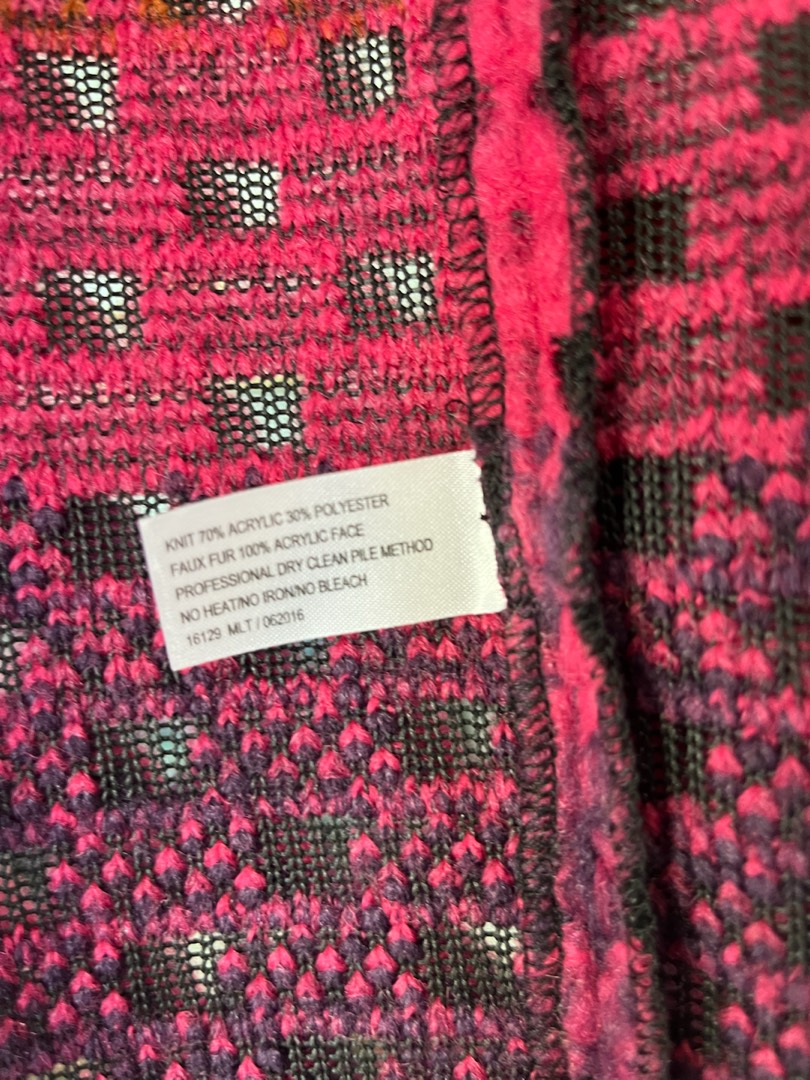 KNIT 70% ACRYLIC 30% POLYESTER
FAUX FUR 100% ACRYLIC FACE
PROFESSIONAL DRY CLEAN PILE METHOD
NO HEAT/NO IRON/NO BLEACH
16129 MLT / 062016